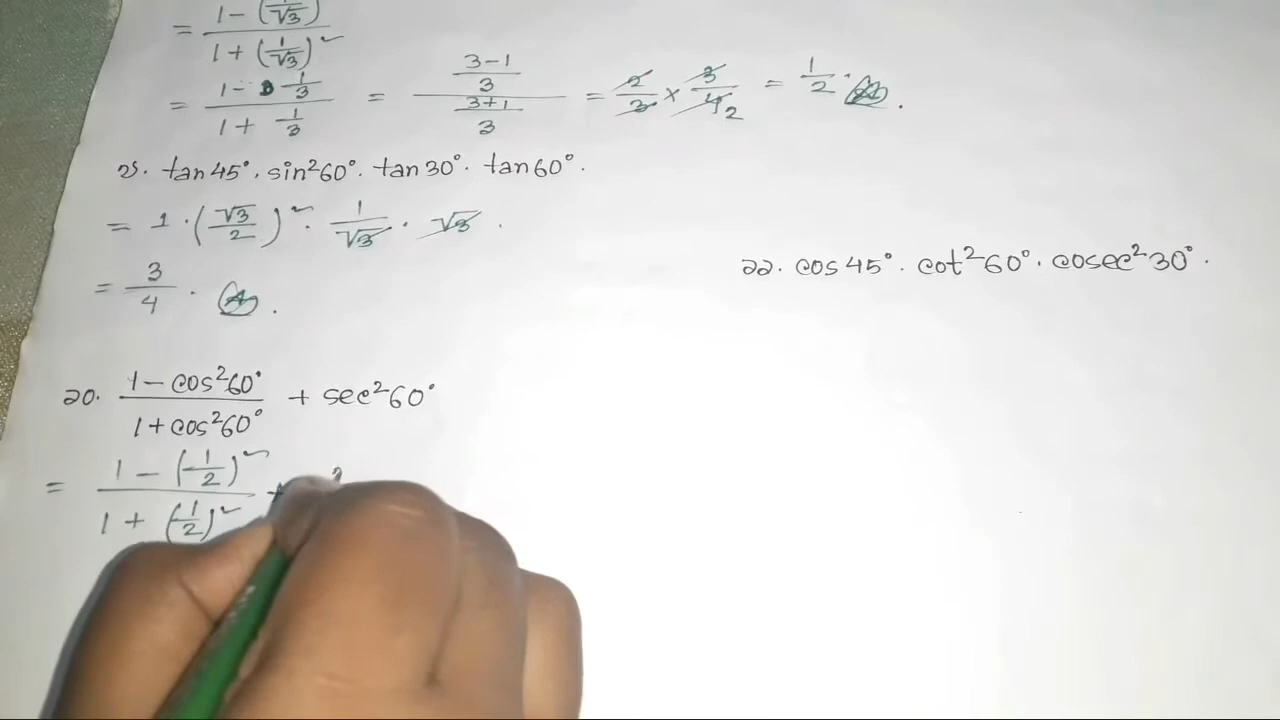 = 1 - (1/√3) / 1 + (1/√3)²
= 1 - 1/3 / 1 + 1/3 = 3-1/3 / 3+1/3 = 2/3 × 3/4 2 = 1/2 .
২১. tan45°. sin²60°. tan30°. tan60°.
= 1 · (√3/2)² · 1/√3 · √3 .
= 3/4 .
২০. 1 - cos²60° / 1 + cos²60° + sec²60°
= 1 - (1/2)² / 1 + (1/2)² +
২২. cos45°. cot²60°. cosec²30°.